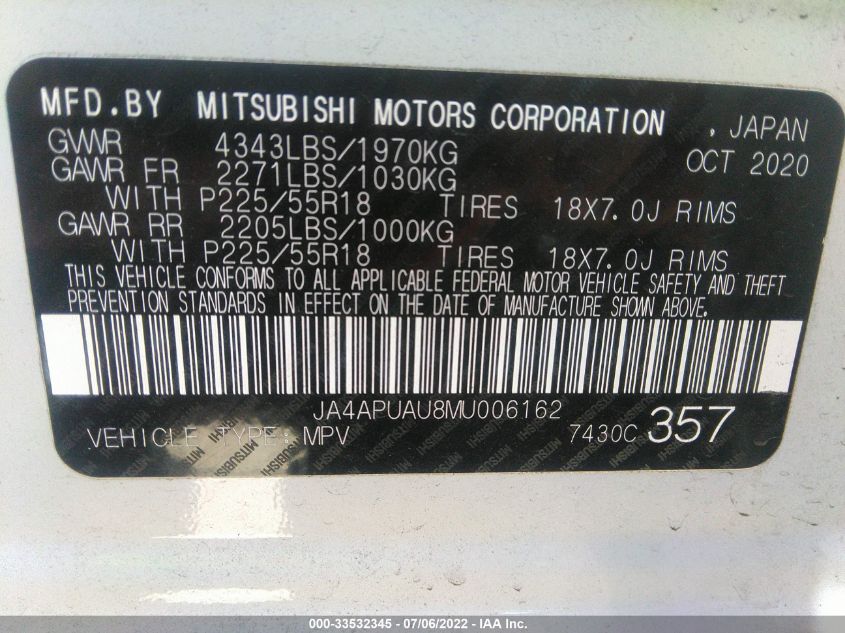 MFD.BY MITSUBISHI MOTORS CORPORATION , JAPAN
GVWR 4343LBS/1970KG OCT 2020
GAWR FR 2271LBS/1030KG
WITH P225/55R18 TIRES 18X7.0J RIMS
GAWR RR 2205LBS/1000KG
WITH P225/55R18 TIRES 18X7.0J RIMS
THIS VEHICLE CONFORMS TO ALL APPLICABLE FEDERAL MOTOR VEHICLE SAFETY AND THEFT
PREVENTION STANDARDS IN EFFECT ON THE DATE OF MANUFACTURE SHOWN ABOVE.
JA4APUAU8MU006162
VEHICLE TYPE: MPV 7430C 357
000-33532345 - 07/06/2022 - IAA Inc.